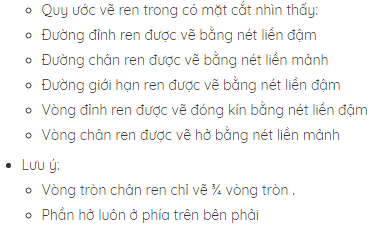 Quy ước vẽ ren trong có mặt cắt nhìn thấy:
Đường đỉnh ren được vẽ bằng nét liền đậm
Đường chân ren được vẽ bằng nét liền mảnh
Đường giới hạn ren được vẽ bằng nét liền đậm
Vòng đỉnh ren được vẽ đóng kín bằng nét liền đậm
Vòng chân ren được vẽ hở bằng nét liền mảnh
Lưu ý:
Vòng tròn chân ren chỉ vẽ ¾ vòng tròn .
Phần hở luôn ở phía trên bên phải